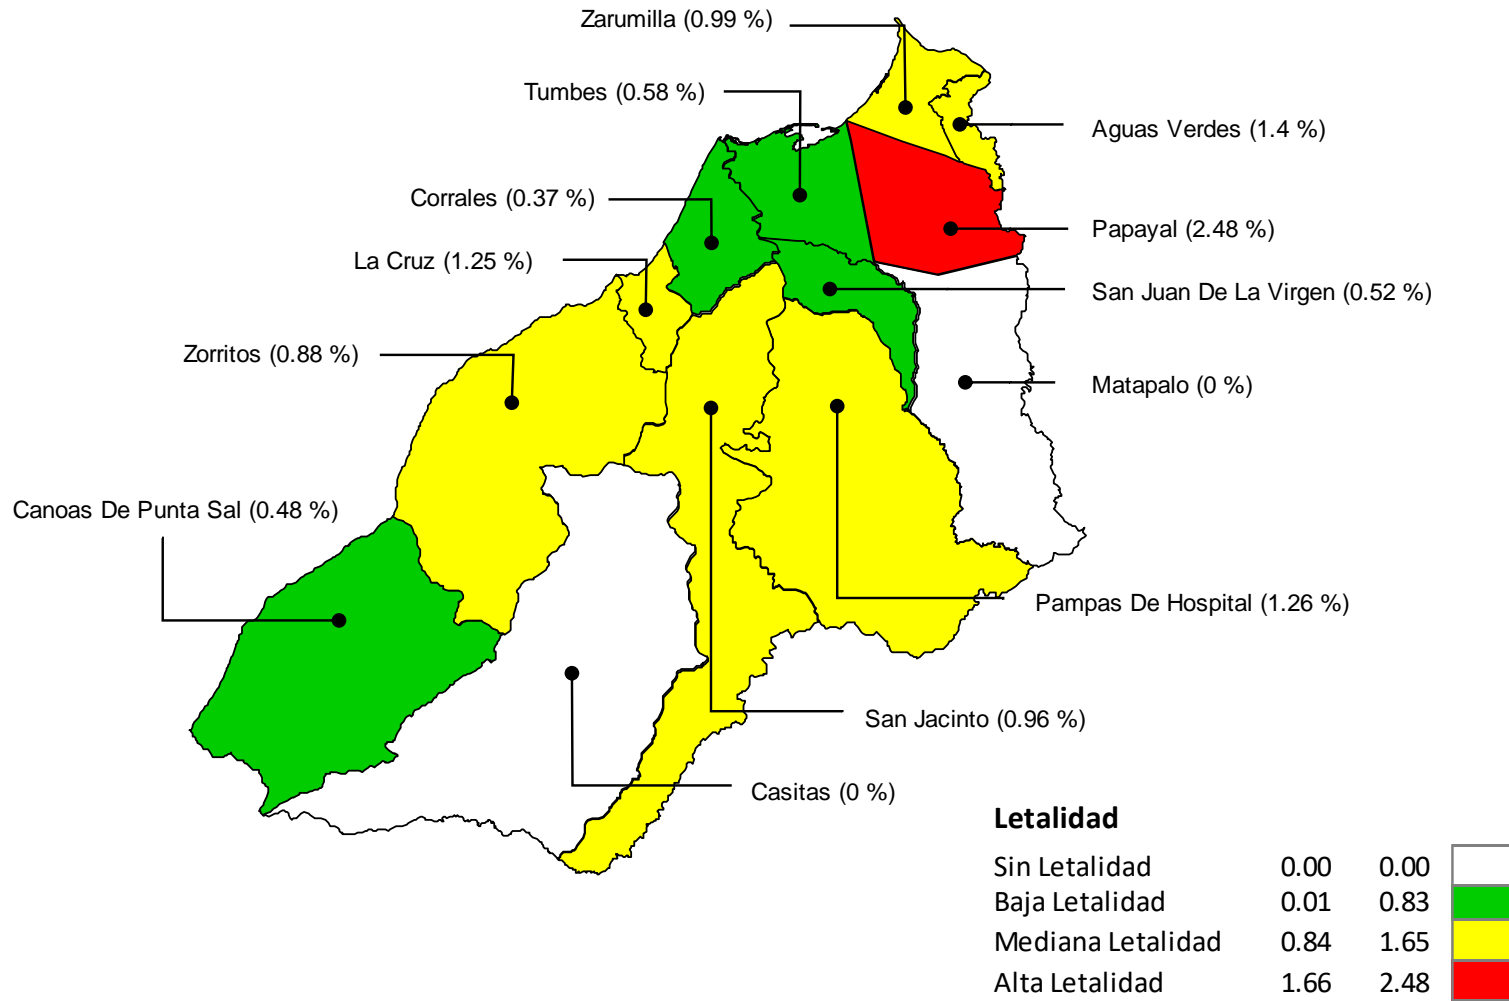 Zarumilla (0.99 %)
Tumbes (0.58 %)
Aguas Verdes (1.4 %)
Corrales (0.37 %)
Papayal (2.48 %)
La Cruz (1.25 %)
San Juan De La Virgen (0.52 %)
Zorritos (0.88 %)
Matapalo (0 %)
Canoas De Punta Sal (0.48 %)
Pampas De Hospital (1.26 %)
San Jacinto (0.96 %)
Casitas (0 %)
Letalidad
Sin Letalidad 0.00 0.00
Baja Letalidad 0.01 0.83
Mediana Letalidad 0.84 1.65
Alta Letalidad 1.66 2.48